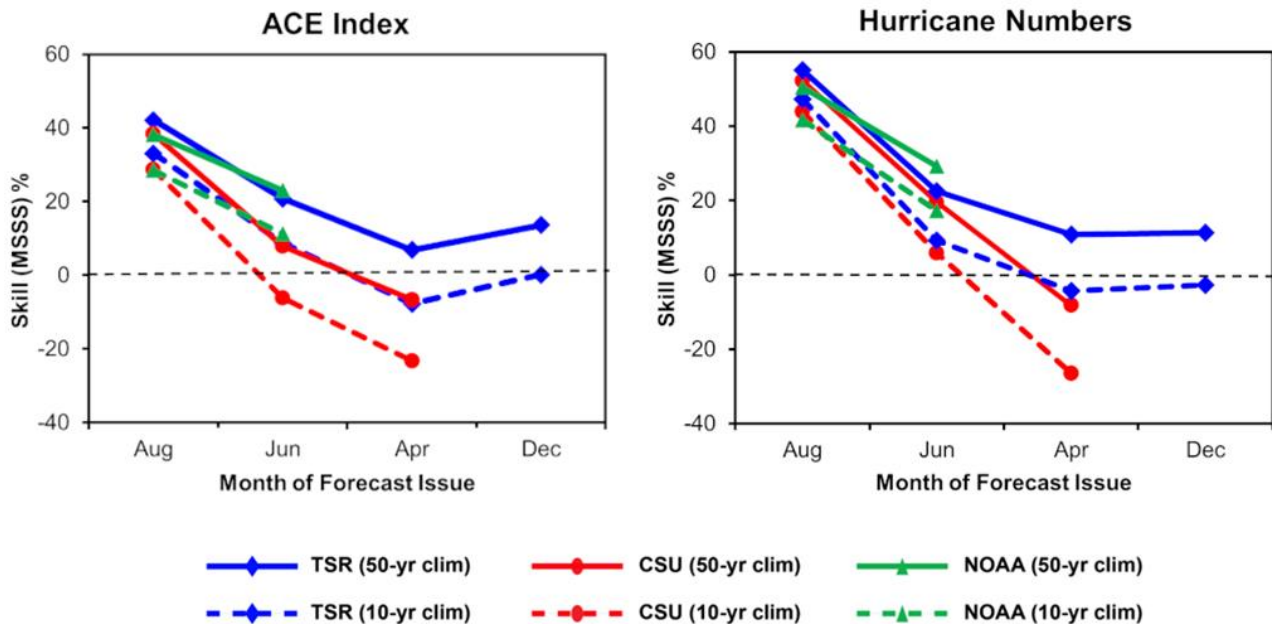 ACE Index
60
40
20
0
-20
-40
Skill (MSSS) %
Aug Jun Apr Dec
Month of Forecast Issue
Hurricane Numbers
60
40
20
0
-20
-40
Skill (MSSS) %
Aug Jun Apr Dec
Month of Forecast Issue
TSR (50-yr clim) CSU (50-yr clim) NOAA (50-yr clim)
TSR (10-yr clim) CSU (10-yr clim) NOAA (10-yr clim)